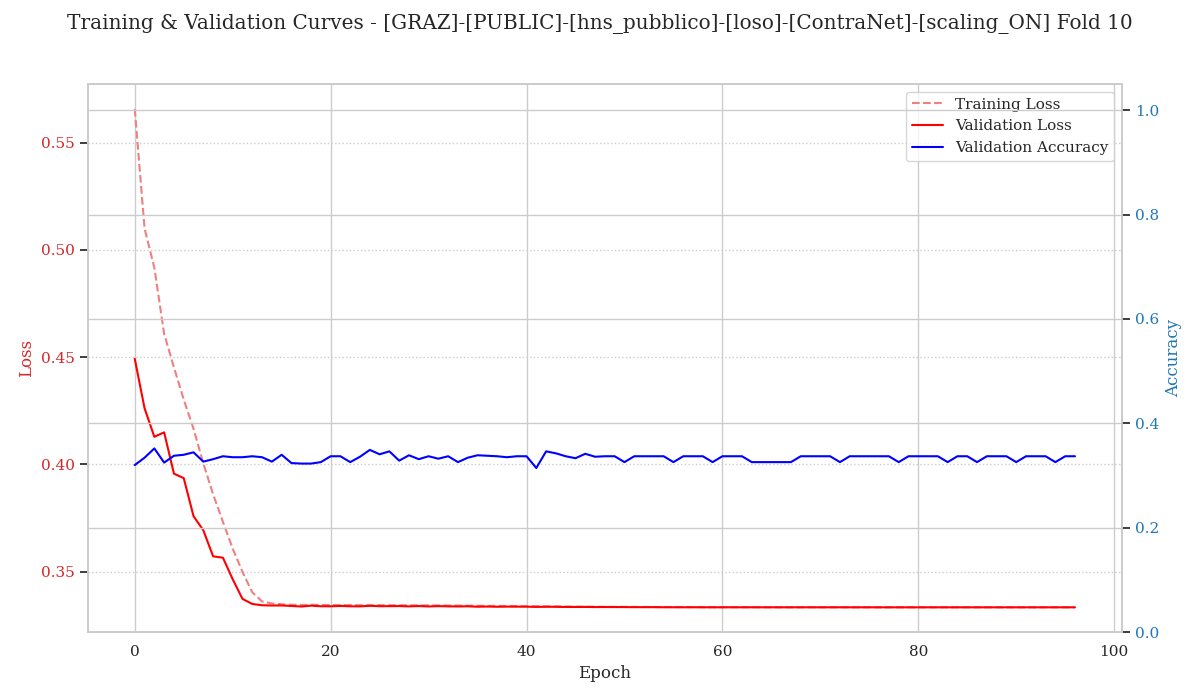 Training & Validation Curves - [GRAZ]-[PUBLIC]-[hns_pubblico]-[loso]-[ContraNet]-[scaling_ON] Fold 10
Training Loss
Validation Loss
Validation Accuracy
0.55
0.50
0.45
0.40
0.35
Loss
1.0
0.8
0.6
0.4
0.2
0.0
Accuracy
0
20
40
60
80
100
Epoch